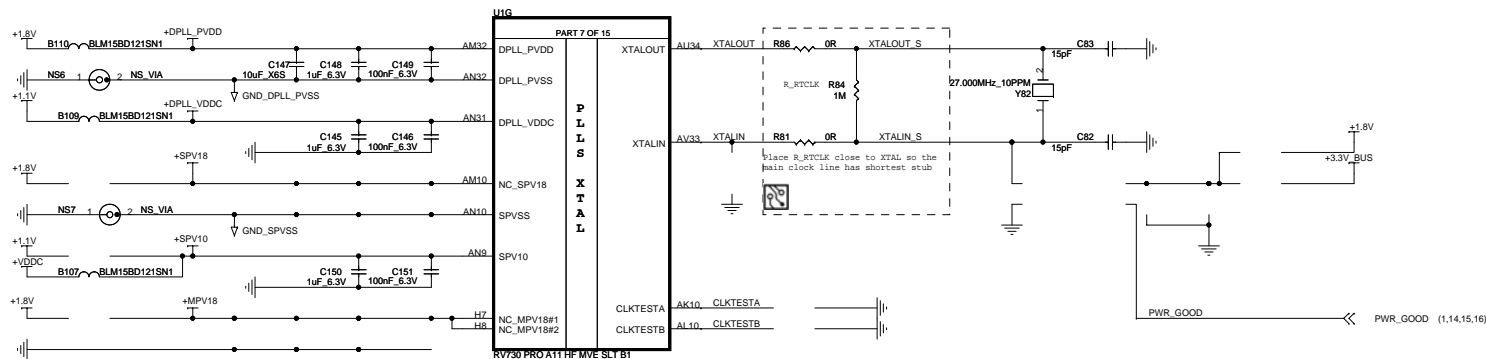 U1G
PART 7 OF 15
+1.8V
B110
BLM15BD121SN1
+DPLL_PVDD
AM32
DPLL_PVDD
C147
10uF_X6S
C148
1uF_6.3V
C149
100nF_6.3V
NS6
1
2
NS_VIA
AN32
DPLL_PVSS
GND_DPLL_PVSS
+1.1V
+DPLL_VDDC
B109
BLM15BD121SN1
AN31
DPLL_VDDC
C145
1uF_6.3V
C146
100nF_6.3V
+1.8V
+SPV18
AM10
NC_SPV18
NS7
1
2
NS_VIA
AN10
SPVSS
GND_SPVSS
+1.1V
+VDDC
+SPV10
B107
BLM15BD121SN1
AN9
SPV10
C150
1uF_6.3V
C151
100nF_6.3V
+1.8V
+MPV18
H7
H8
NC_MPV18#1
NC_MPV18#2
PLLS XTAL
XTALOUT
AU34
XTALOUT
R86
0R
XTALOUT_S
R_RTCLK
R84
1M
XTALIN
AV33
XTALIN
R81
0R
XTALIN_S
Place R_RTCLK close to XTAL so the
main clock line has shortest stub
27.000MHz_10PPM
Y82
2
1
C83
15pF
C82
15pF
+1.8V
+3.3V_BUS
CLKTESTA
AK10
CLKTESTA
CLKTESTB
AL10
CLKTESTB
PWR_GOOD
PWR_GOOD (1,14,15,16)
RV730 PRO A11 HF MVE SLT B1